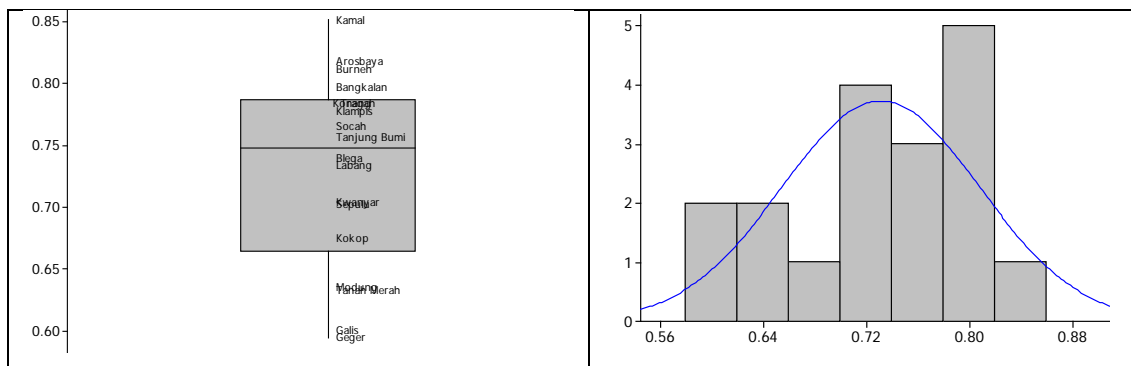 0.85
0.80
0.75
0.70
0.65
0.60
Kamal
Arosbaya
Burneh
Bangkalan
Klampis
Socah
Tanjung Bumi
Blega
Labang
Kwanyar
Sepulu
Kokop
Modung
Tanah Merah
Galis
Geger
5
4
3
2
1
0
0.56 0.64 0.72 0.80 0.88